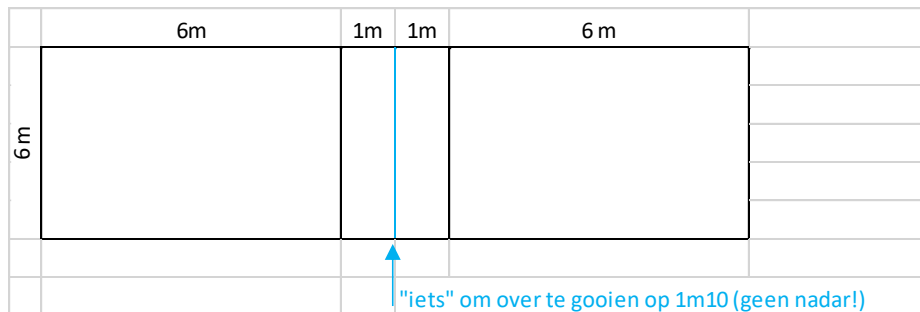 6m 1m 1m 6 m
6 m
"iets" om over te gooien op 1m10 (geen nadar!)